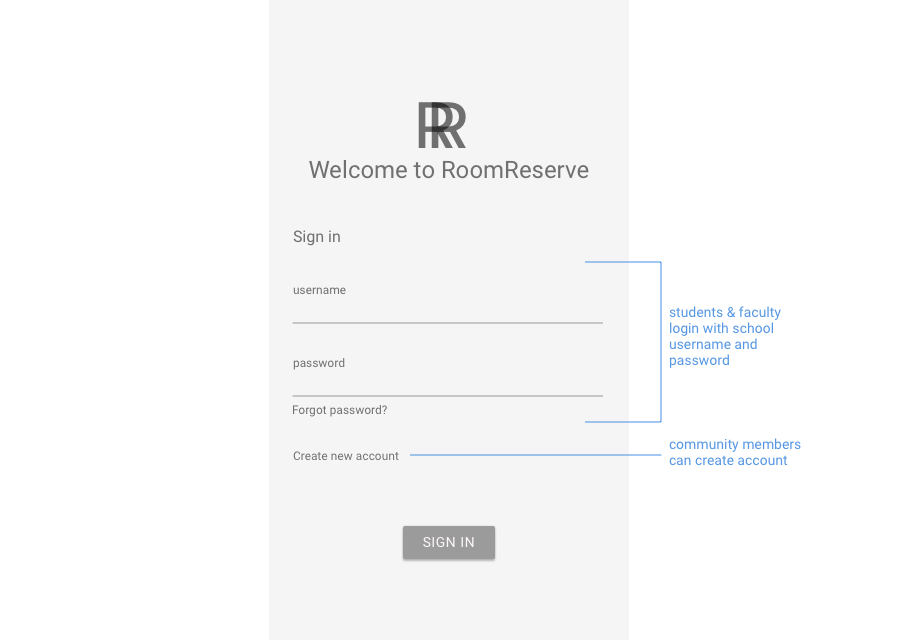 RR
Welcome to RoomReserve
Sign in
username
password
Forgot password?
Create new account
SIGN IN
students & faculty
login with school
username and
password
community members
can create account